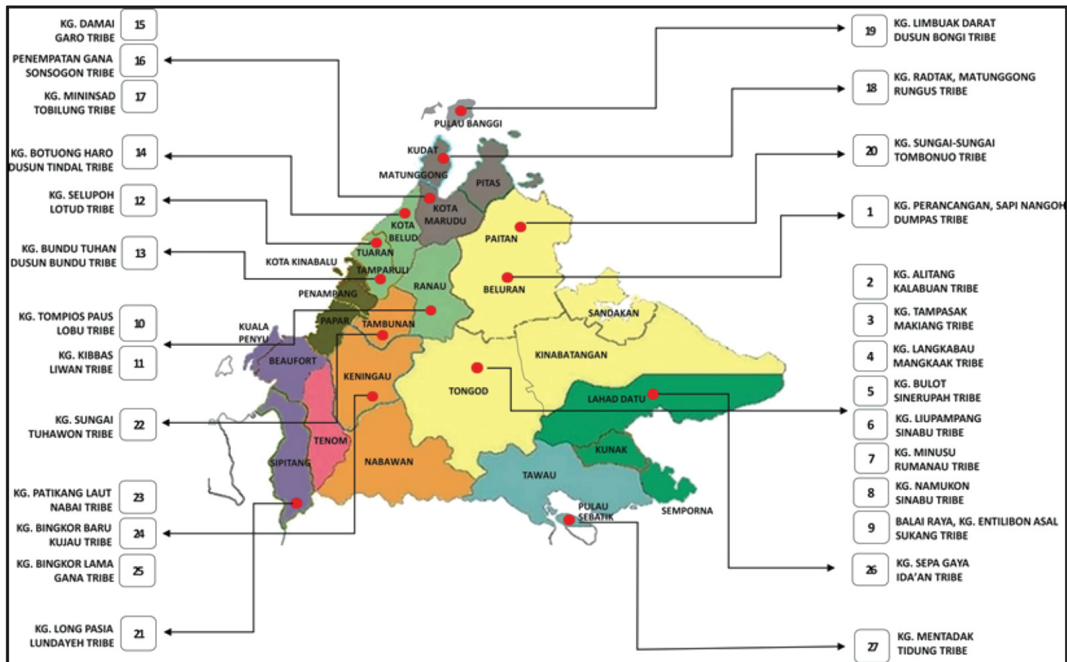 KG. DAMAI
GARO TRIBE
15
PENEMPATAN GANA
SONSOGON TRIBE
16
KG. MININSAD
TOBILUNG TRIBE
17
KG. BOTUONG HARO
DUSUN TINDAL TRIBE
14
KG. SELUPOH
LOTUD TRIBE
12
KG. BUNDU TUHAN
DUSUN BUNDU TRIBE
13
KG. TOMPIOS PAUS
LOBU TRIBE
10
KG. KIBBAS
LIWAN TRIBE
11
KG. SUNGAI
TUHAWON TRIBE
22
KG. PATIKANG LAUT
NABAI TRIBE
23
KG. BINGKOR BARU
KUJAU TRIBE
24
KG. BINGKOR LAMA
GANA TRIBE
25
KG. LONG PASIA
LUNDAYEH TRIBE
21
PULAU BANGGI
KUDAT
MATUNGGONG
PITAS
KOTA
MARUDU
KOTA
BELUD
PAITAN
TUARAN
KOTA KINABALU
TAMPARULI
RANAU
BELURAN
PENAMPANG
SANDAKAN
PAPAR
TAMBUNAN
KUALA
PENYU
KINABATANGAN
BEAUFORT
KENINGAU
TONGOD
LAHAD DATU
TENOM
KUNAK
SIPITANG
NABAWAN
TAWAU
PULAU
SEBATIK
SEMPORNA
19
KG. LIMBUAK DARAT
DUSUN BONGI TRIBE
18
KG. RADTAK, MATUNGGONG
RUNGUS TRIBE
20
KG. SUNGAI-SUNGAI
TOMBONUO TRIBE
1
KG. PERANCANGAN, SAPI NANGOH
DUMPAS TRIBE
2
KG. ALITANG
KALABUAN TRIBE
3
KG. TAMPASAK
MAKIANG TRIBE
4
KG. LANGKABAU
MANGKAAK TRIBE
5
KG. BULOT
SINERUPAH TRIBE
6
KG. LIUPAMPANG
SINABU TRIBE
7
KG. MINUSU
RUMANAU TRIBE
8
KG. NAMUKON
SINABU TRIBE
9
BALAI RAYA, KG. ENTILIBON ASAL
SUKANG TRIBE
26
KG. SEPA GAYA
IDA'AN TRIBE
27
KG. MENTADAK
TIDUNG TRIBE